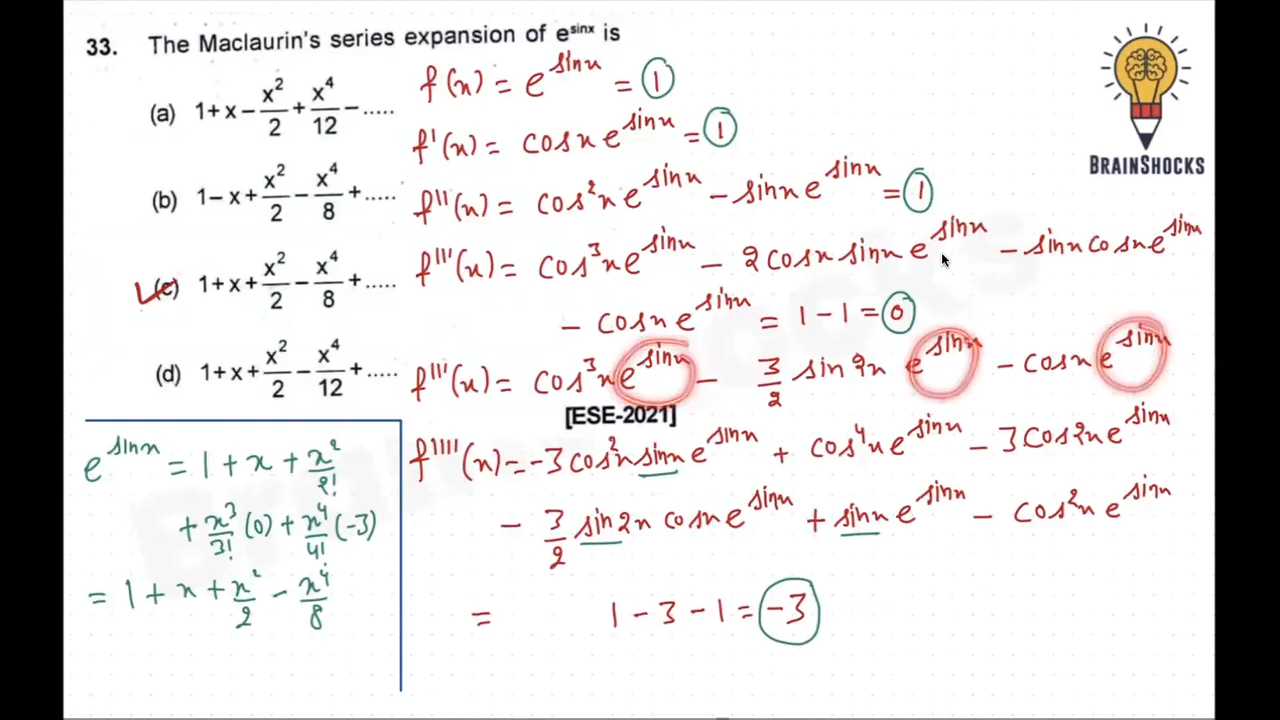 33. The Maclaurin's series expansion of e^sinx is
(a) 1 + x − x²/2 + x⁴/12 − .....
(b) 1 − x + x²/2 − x⁴/8 + .....
(c) 1 + x + x²/2 − x⁴/8 + .....
(d) 1 + x + x²/2 − x⁴/12 + .....
[ESE-2021]
f(x) = e^sinx = 1
f'(x) = cosx e^sinx = 1
f''(x) = cos²x e^sinx − sinx e^sinx = 1
f'''(x) = cos³x e^sinx − 2cosx sinx e^sinx − sinx cosx e^sinx
− cosx e^sinx = 1 − 1 = 0
f'''(x) = cos³x e^sinx − 3/2 sin2x e^sinx − cosx e^sinx
f''''(x) = −3cos²x sinx e^sinx + cos⁴x e^sinx − 3cos2x e^sinx
− 3/2 sin2x cosx e^sinx + sinx e^sinx − cos²x e^sinx
= 1 − 3 − 1 = −3
e^sinx = 1 + x + x²/2!
+ x³/3! (0) + x⁴/4! (−3)
= 1 + x + x²/2 − x⁴/8
BRAINSHOCKS